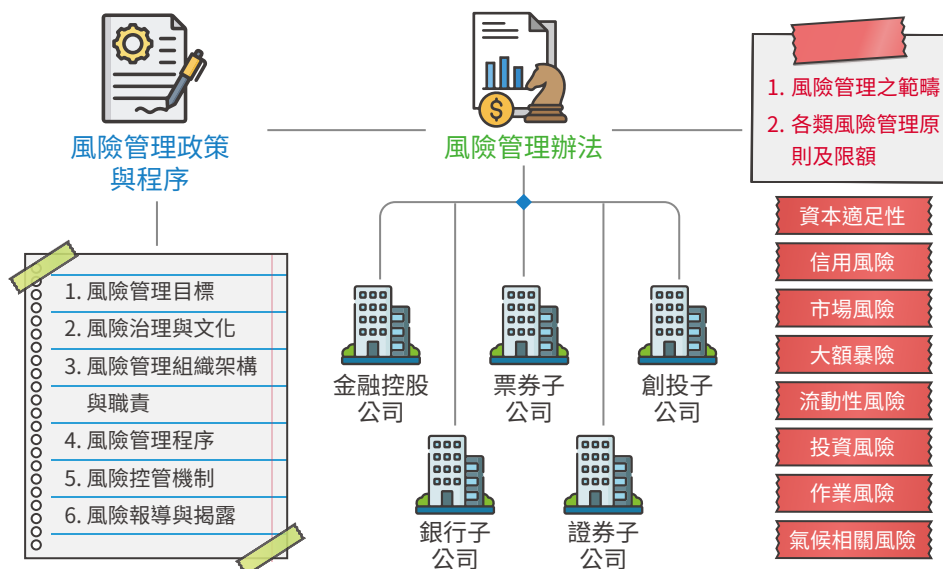 風險管理政策
與程序
1. 風險管理目標
2. 風險治理與文化
3. 風險管理組織架構
與職責
4. 風險管理程序
5. 風險控管機制
6. 風險報導與揭露
$
風險管理辦法
金融控股
公司
票券子
公司
創投子
公司
銀行子
公司
證券子
公司
1. 風險管理之範疇
2. 各類風險管理原
則及限額
資本適足性
信用風險
市場風險
大額暴險
流動性風險
投資風險
作業風險
氣候相關風險